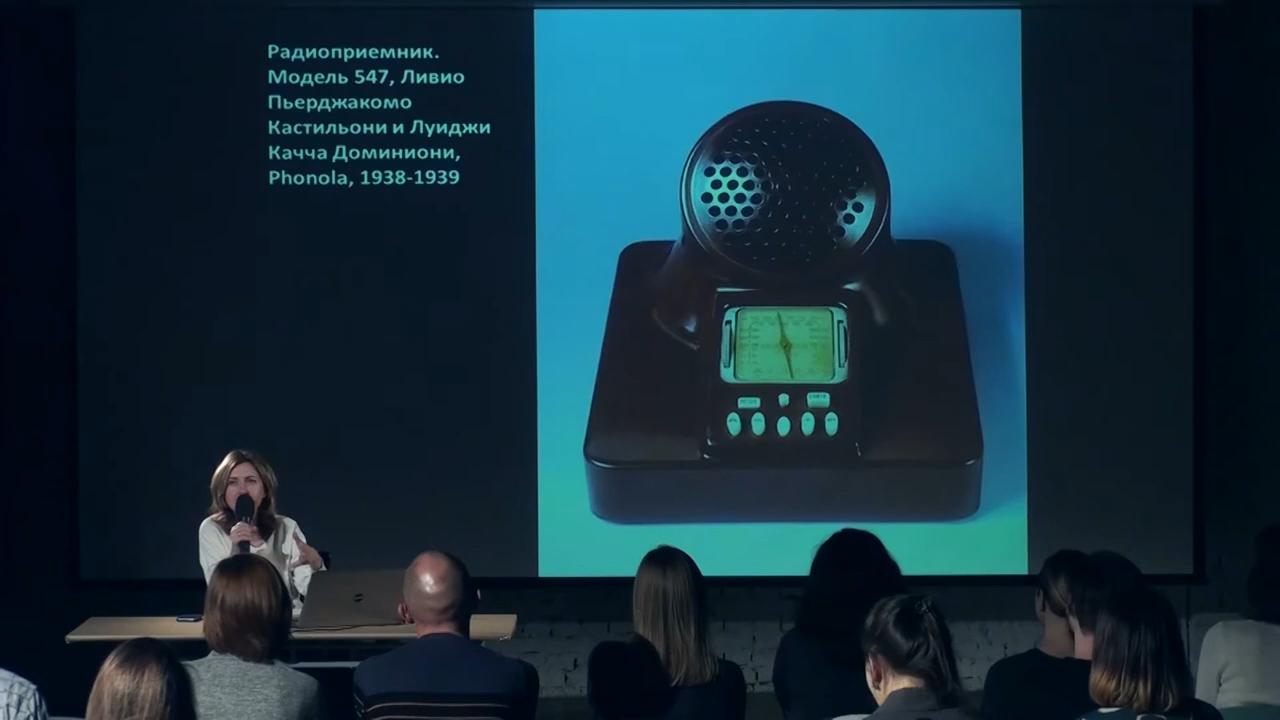 Радиоприемник.
Модель 547, Ливио
Пьерджакомо
Кастильони и Луиджи
Качча Доминиони,
Phonola, 1938-1939